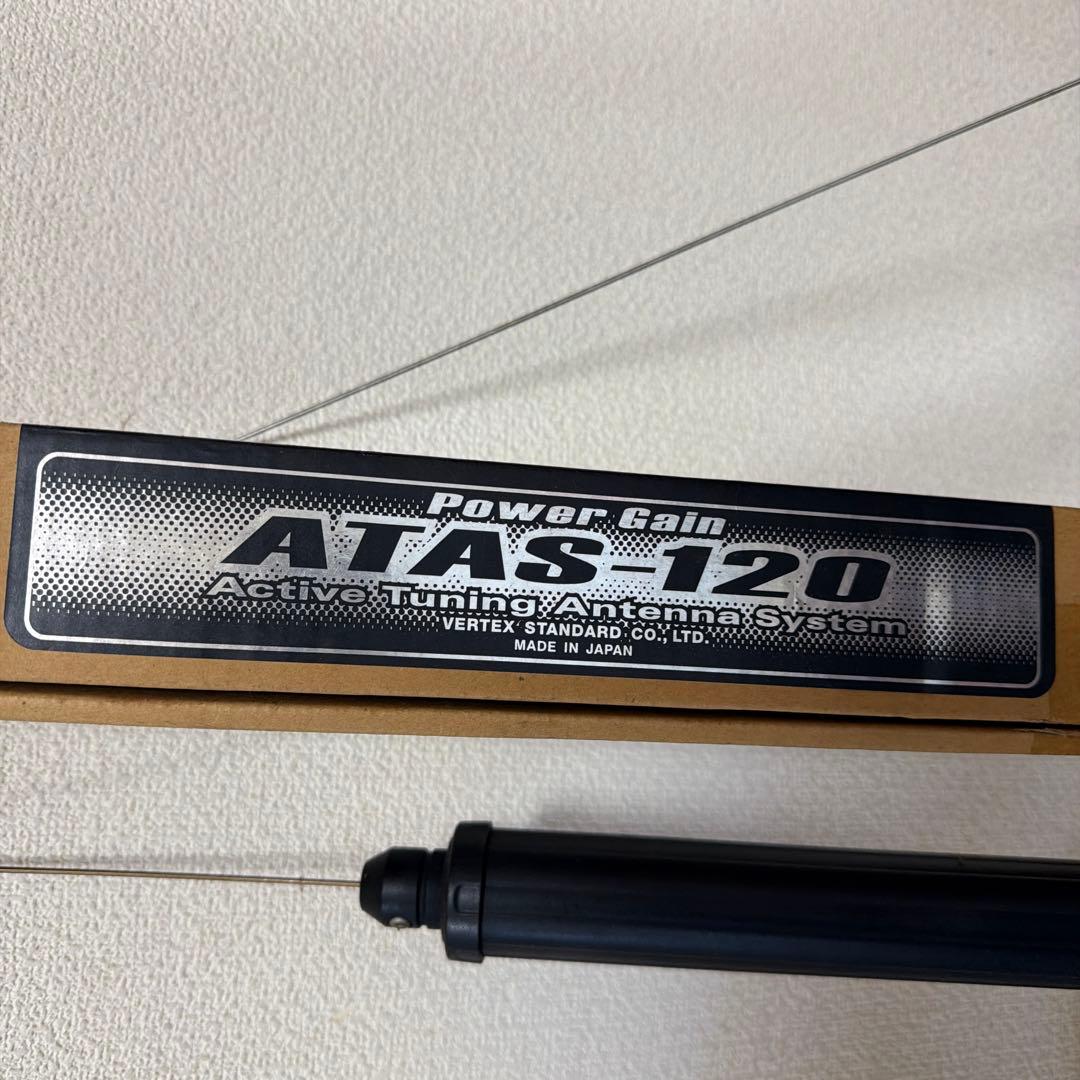 Power Gain
ATAS-120
Active Tuning Antenna System
VERTEX STANDARD CO., LTD.
MADE IN JAPAN